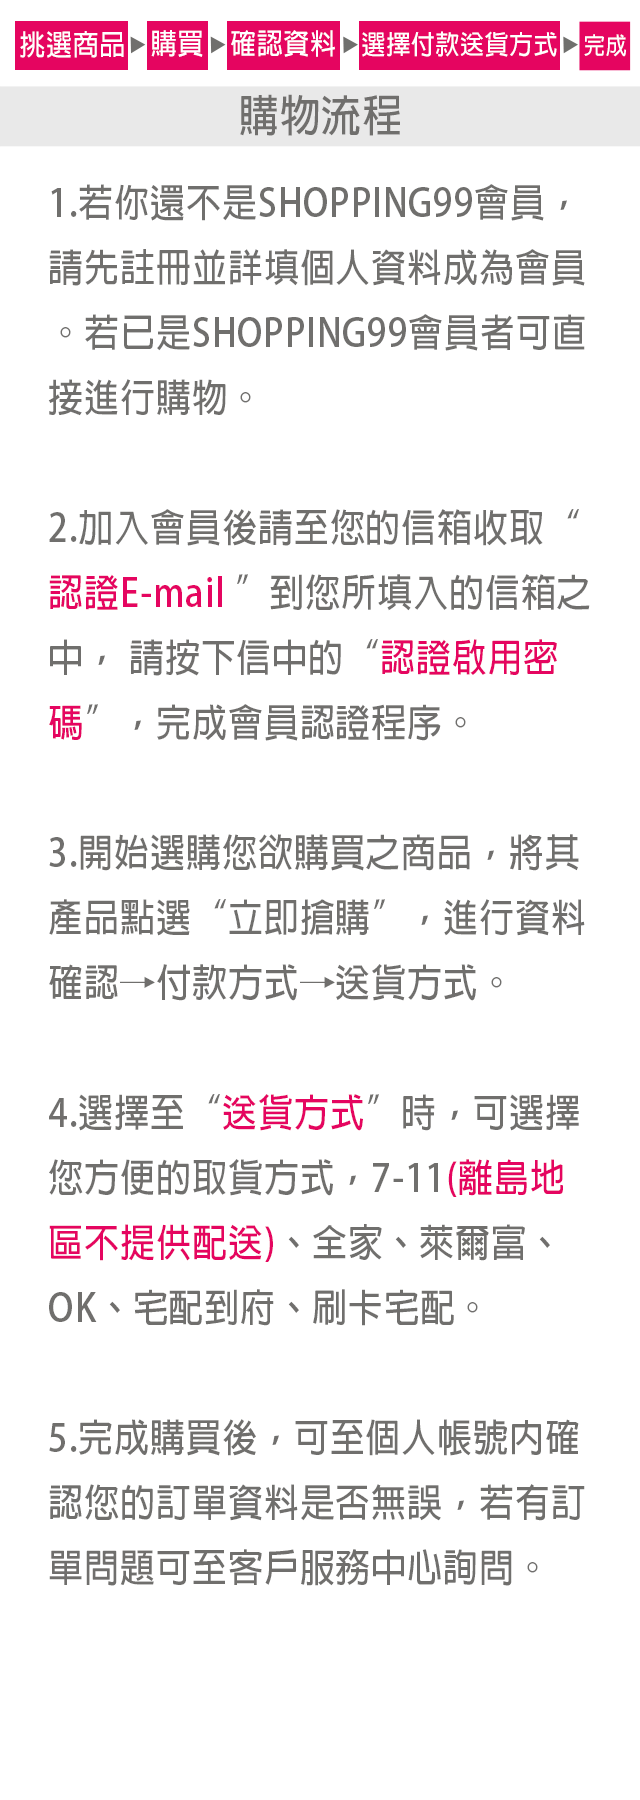 挑選商品▶購買▶確認資料▶選擇付款送貨方式▶完成
購物流程
1.若你還不是SHOPPING99會員，
請先註冊並詳填個人資料成為會員
。若已是SHOPPING99會員者可直
接進行購物。
2.加入會員後請至您的信箱收取“
認證E-mail ”到您所填入的信箱之
中， 請按下信中的“認證啟用密
碼”，完成會員認證程序。
3.開始選購您欲購買之商品，將其
產品點選“立即搶購”，進行資料
確認→付款方式→送貨方式。
4.選擇至“送貨方式”時，可選擇
您方便的取貨方式，7-11(離島地
區不提供配送)、全家、萊爾富、
OK、宅配到府、刷卡宅配。
5.完成購買後，可至個人帳號內確
認您的訂單資料是否無誤，若有訂
單問題可至客戶服務中心詢問。